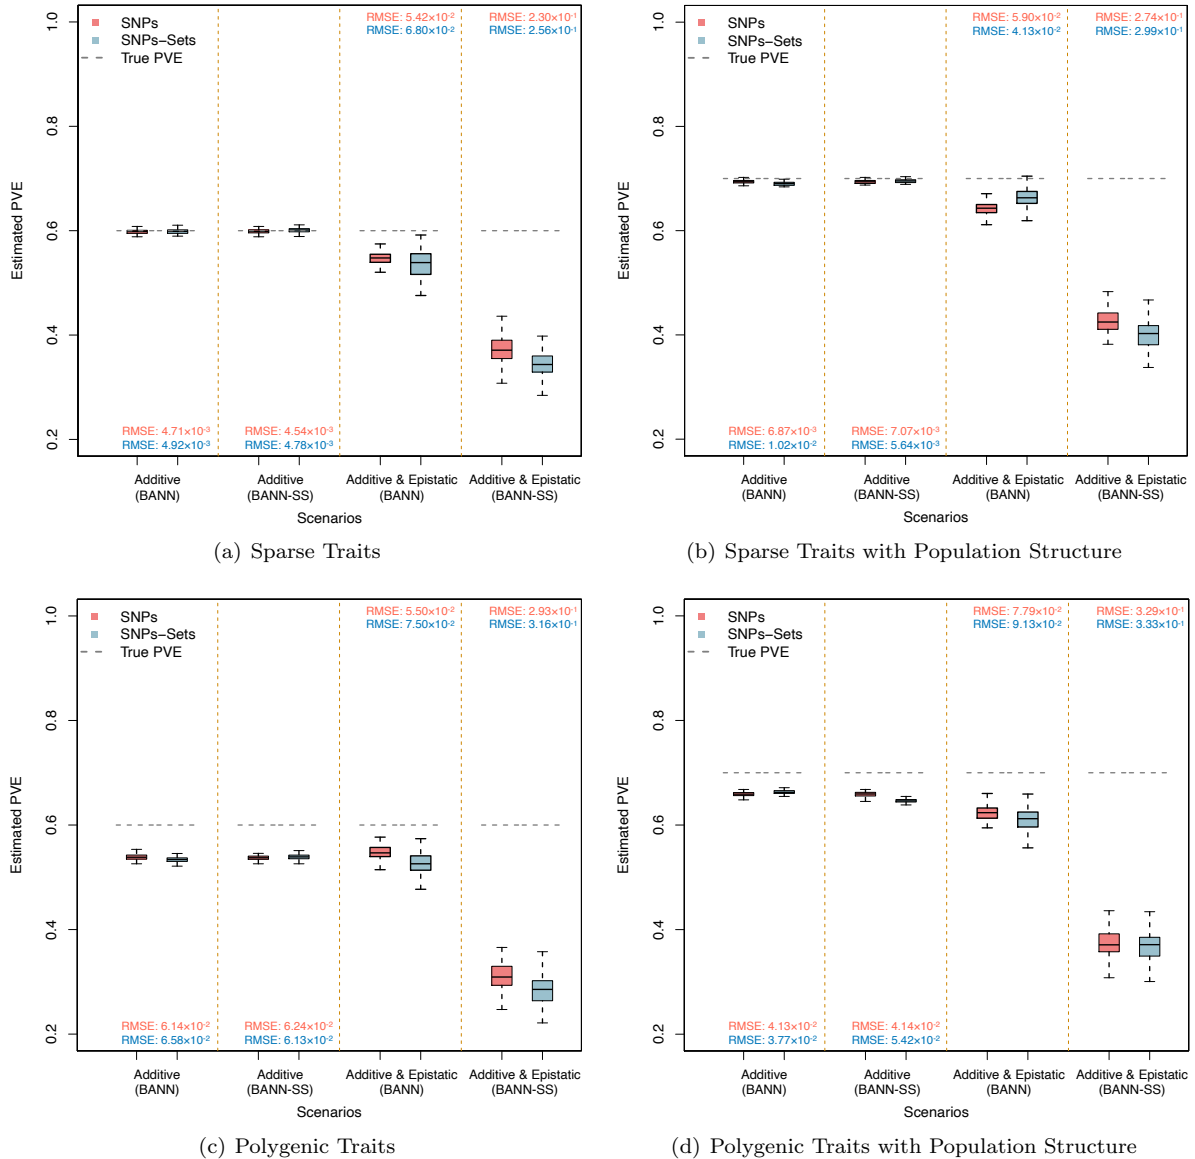 SNPs
SNPs-Sets
True PVE
RMSE: 5.42×10-2
RMSE: 6.80×10-2
RMSE: 2.30×10-1
RMSE: 2.56×10-1
1.0
0.8
0.6
0.4
0.2
Estimated PVE
RMSE: 4.71×10-3
RMSE: 4.92×10-3
RMSE: 4.54×10-3
RMSE: 4.78×10-3
Additive
(BANN)
Additive
(BANN-SS)
Additive & Epistatic
(BANN)
Additive & Epistatic
(BANN-SS)
Scenarios
(a) Sparse Traits
SNPs
SNPs-Sets
True PVE
RMSE: 5.90×10-2
RMSE: 4.13×10-2
RMSE: 2.74×10-1
RMSE: 2.99×10-1
1.0
0.8
0.6
0.4
0.2
Estimated PVE
RMSE: 6.87×10-3
RMSE: 1.02×10-2
RMSE: 7.07×10-3
RMSE: 5.64×10-3
Additive
(BANN)
Additive
(BANN-SS)
Additive & Epistatic
(BANN)
Additive & Epistatic
(BANN-SS)
Scenarios
(b) Sparse Traits with Population Structure
SNPs
SNPs-Sets
True PVE
RMSE: 5.50×10-2
RMSE: 7.50×10-2
RMSE: 2.93×10-1
RMSE: 3.16×10-1
1.0
0.8
0.6
0.4
0.2
Estimated PVE
RMSE: 6.14×10-2
RMSE: 6.58×10-2
RMSE: 6.24×10-2
RMSE: 6.13×10-2
Additive
(BANN)
Additive
(BANN-SS)
Additive & Epistatic
(BANN)
Additive & Epistatic
(BANN-SS)
Scenarios
(c) Polygenic Traits
SNPs
SNPs-Sets
True PVE
RMSE: 7.79×10-2
RMSE: 9.13×10-2
RMSE: 3.29×10-1
RMSE: 3.33×10-1
1.0
0.8
0.6
0.4
0.2
Estimated PVE
RMSE: 4.13×10-2
RMSE: 3.77×10-2
RMSE: 4.14×10-2
RMSE: 5.42×10-2
Additive
(BANN)
Additive
(BANN-SS)
Additive & Epistatic
(BANN)
Additive & Epistatic
(BANN-SS)
Scenarios
(d) Polygenic Traits with Population Structure